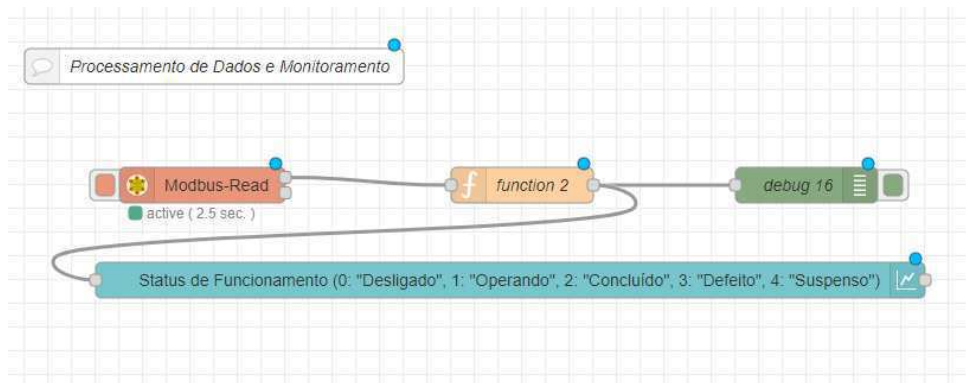 Processamento de Dados e Monitoramento
Modbus-Read
function 2
debug 16
active ( 2.5 sec. )
Status de Funcionamento (0: "Desligado", 1: "Operando", 2: "Concluído", 3: "Defeito", 4: "Suspenso")